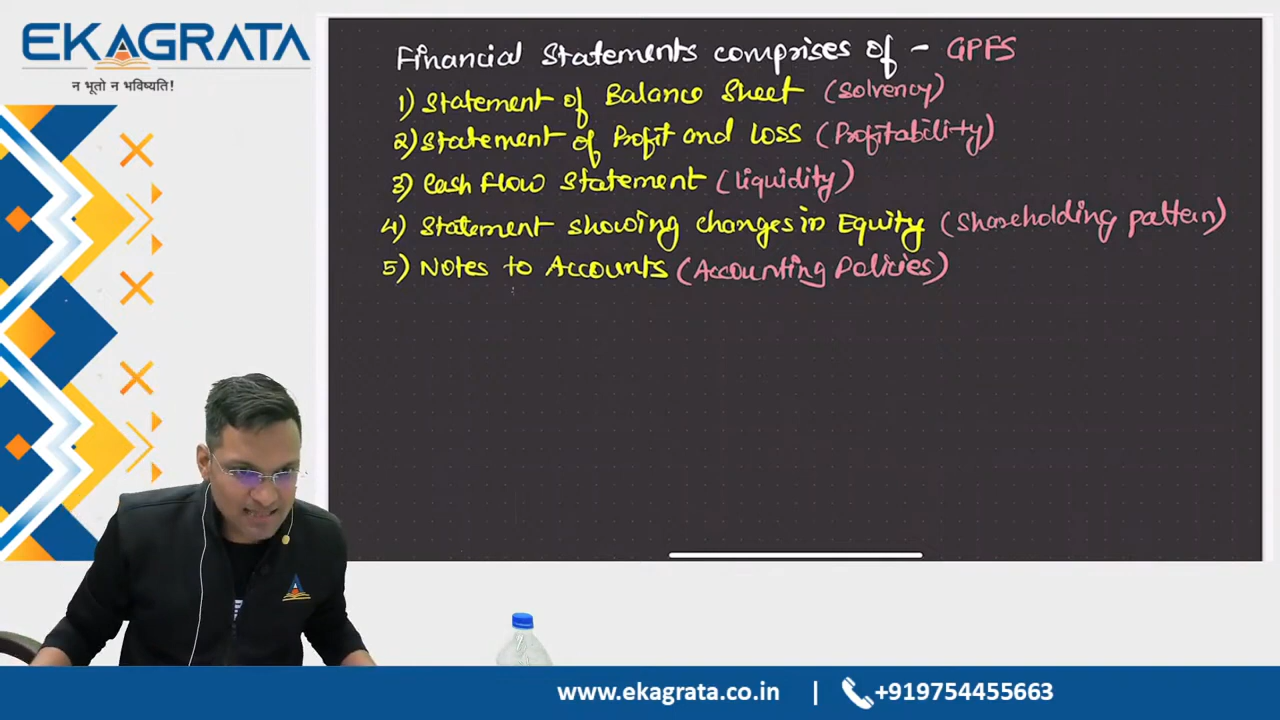 EKAGRATA
न भूतो न भविष्यति!
Financial Statements comprises of - GPFS
1) Statement of Balance Sheet (Solvency)
2) Statement of Profit and Loss (Profitability)
3) Cash Flow Statement (liquidity)
4) Statement showing changes in Equity (Shareholding pattern)
5) Notes to Accounts (Accounting Policies)
www.ekagrata.co.in | +919754455663